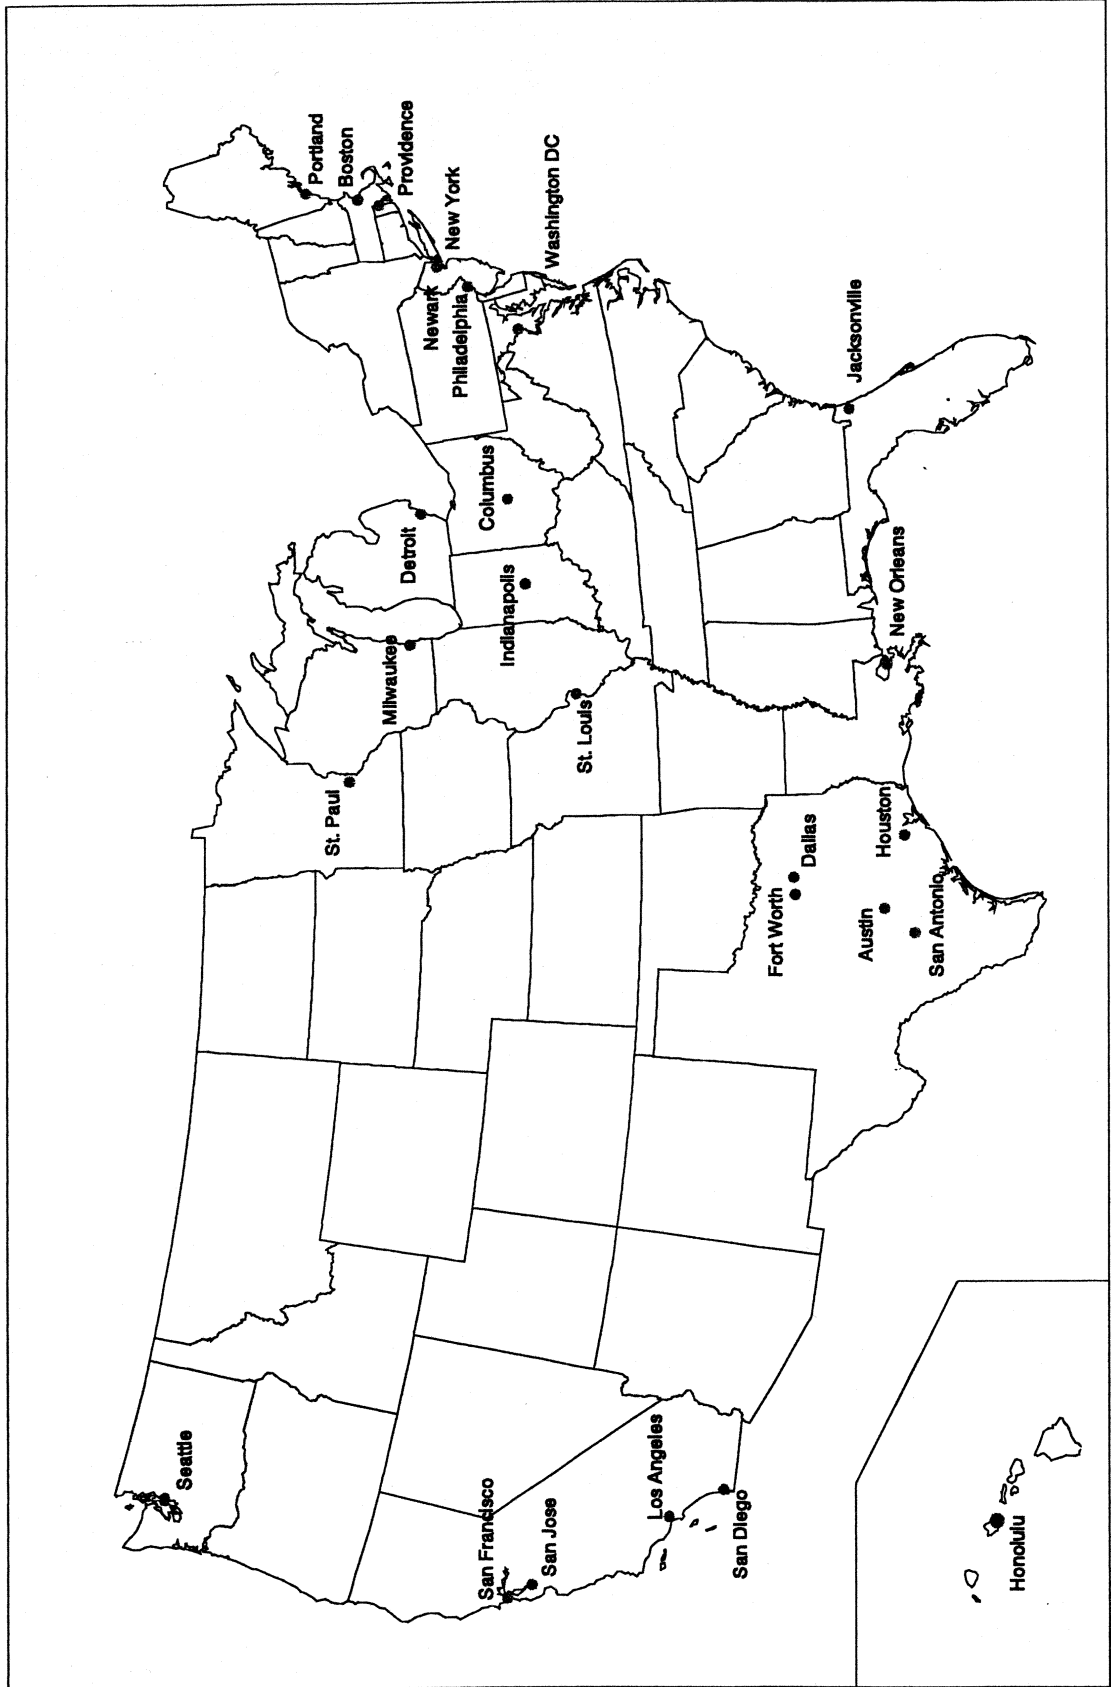 Seattle
San Francisco
San Jose
Los Angeles
San Diego
Honolulu
St. Paul
Milwaukee
Detroit
Indianapolis
Columbus
St. Louis
Fort Worth
Dallas
Austin
San Antonio
Houston
New Orleans
Jacksonville
Portland
Boston
Providence
New York
Newark
Philadelphia
Washington DC